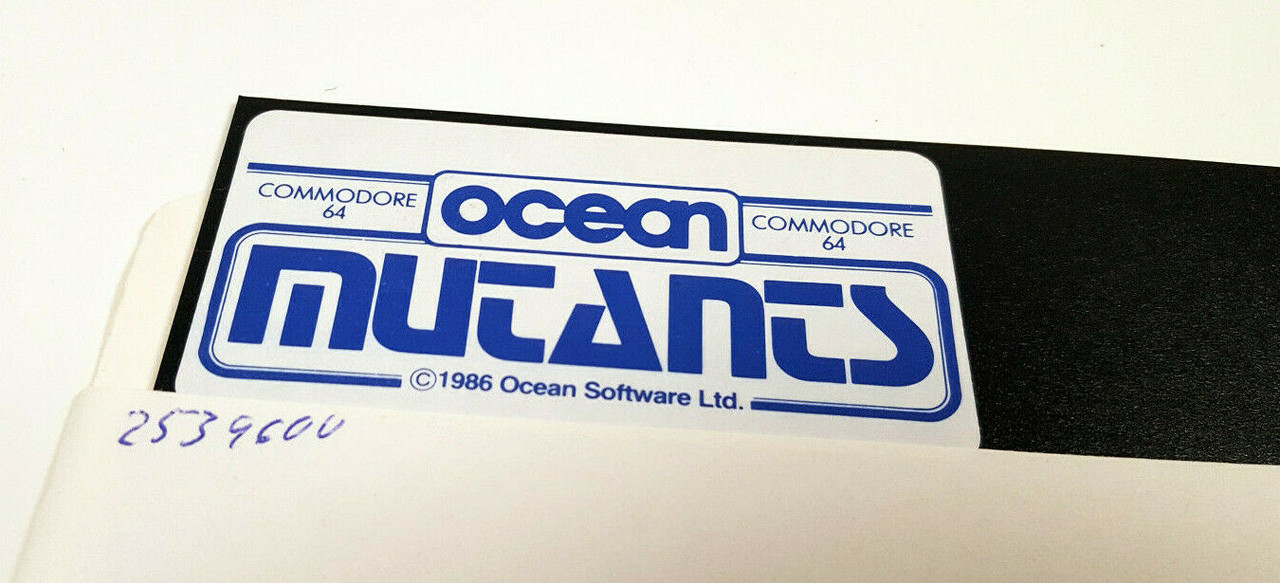 ocean
COMMODORE
64
COMMODORE
64
mutants
©1986 Ocean Software Ltd.
2539600